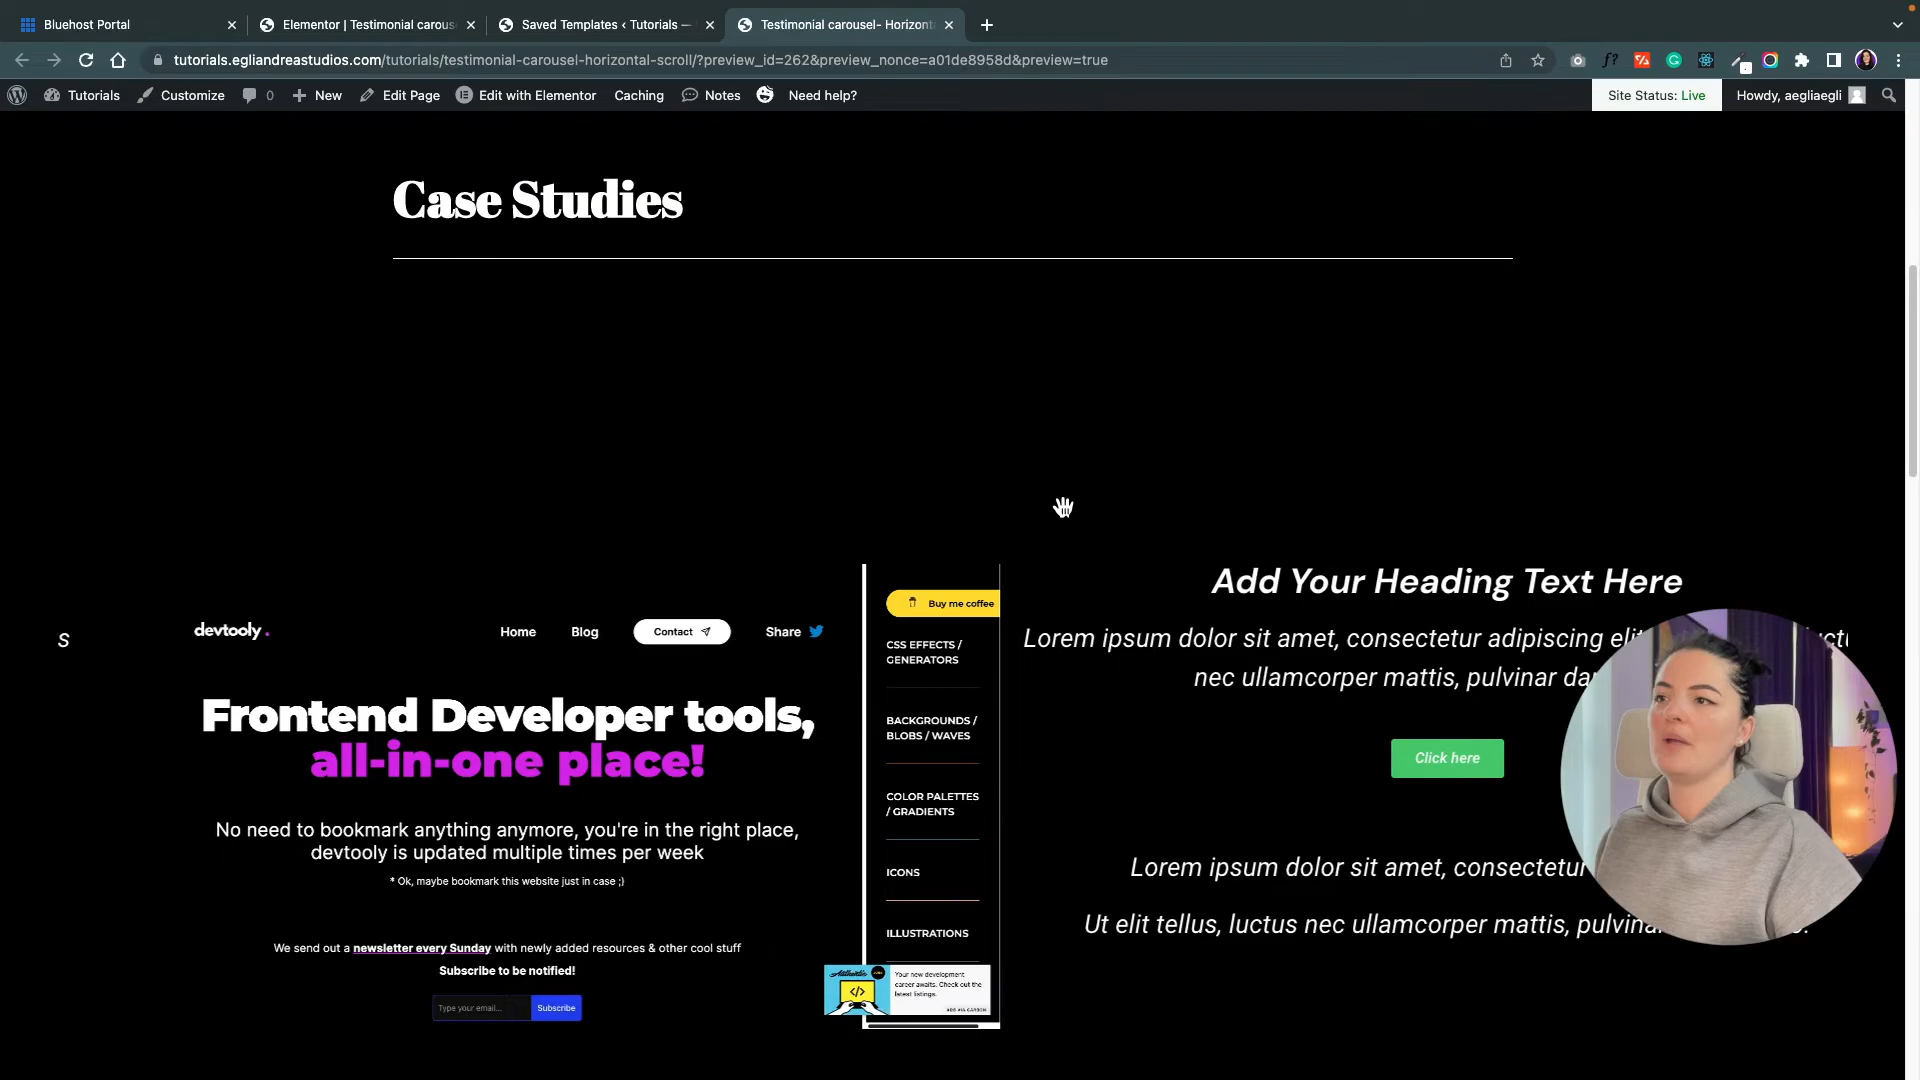 Bluehost Portal
Elementor | Testimonial carous
Saved Templates ‹ Tutorials —
Testimonial carousel- Horizont
tutorials.egliandreastudios.com/tutorials/testimonial-carousel-horizontal-scroll/?preview_id=262&preview_nonce=a01de8958d&preview=true
Tutorials
Customize
0
New
Edit Page
Edit with Elementor
Caching
Notes
Need help?
Site Status: Live
Howdy, aegliaegli
Case Studies
s
devtooly.
Home
Blog
Contact
Share
Frontend Developer tools,
all-in-one place!
No need to bookmark anything anymore, you're in the right place,
devtooly is updated multiple times per week
* Ok, maybe bookmark this website just in case ;)
We send out a newsletter every Sunday with newly added resources & other cool stuff
Subscribe to be notified!
Type your email...
Subscribe
Buy me coffee
CSS EFFECTS /
GENERATORS
BACKGROUNDS /
BLOBS / WAVES
COLOR PALETTES
/ GRADIENTS
ICONS
ILLUSTRATIONS
Your new development
career awaits. Check out the
latest listings.
ADS VIA CARBON
Add Your Heading Text Here
Lorem ipsum dolor sit amet, consectetur adipiscing elit
nec ullamcorper mattis, pulvinar da
Click here
Lorem ipsum dolor sit amet, consectetur
Ut elit tellus, luctus nec ullamcorper mattis, pulvina